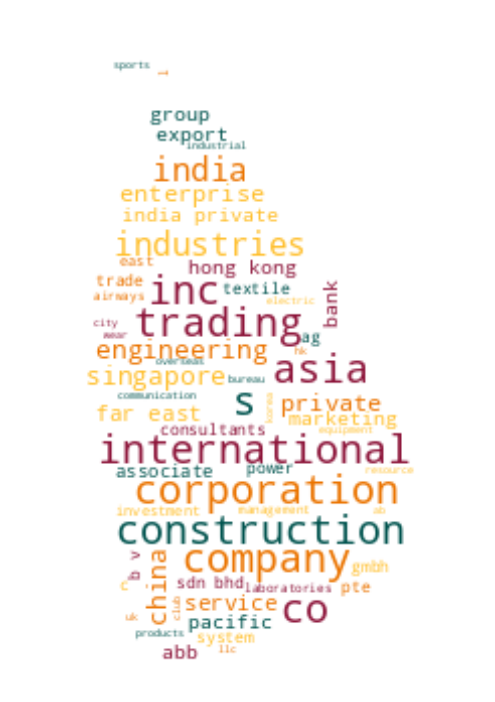 sports
group
export
industrial
india
enterprise
india private
industries
east
hong kong
trade
inc
textile
airways
electric
bank
trading
city
wear
ag
engineering
hk
overseas
asia
singapore
bureau
communication
s
korea
private
far east
marketing
consultants
equipment
international
associate
power
resource
corporation
investment
management
ab
construction
b v
china
company
gmbh
c
sdn bhd
laboratories
pte
club
service
co
uk
pacific
products
system
abb
llc